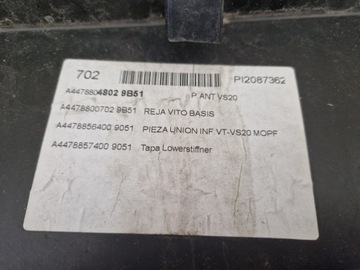 702 PI2087362
A4478804802 9B51 P ANT VS20
A4478800702 9B51 REJA VITO BASIS
A4478856400 9051 PIEZA UNION INF VT-VS20 MOPF
A4478857400 9051 Tapa Lowerstiffner